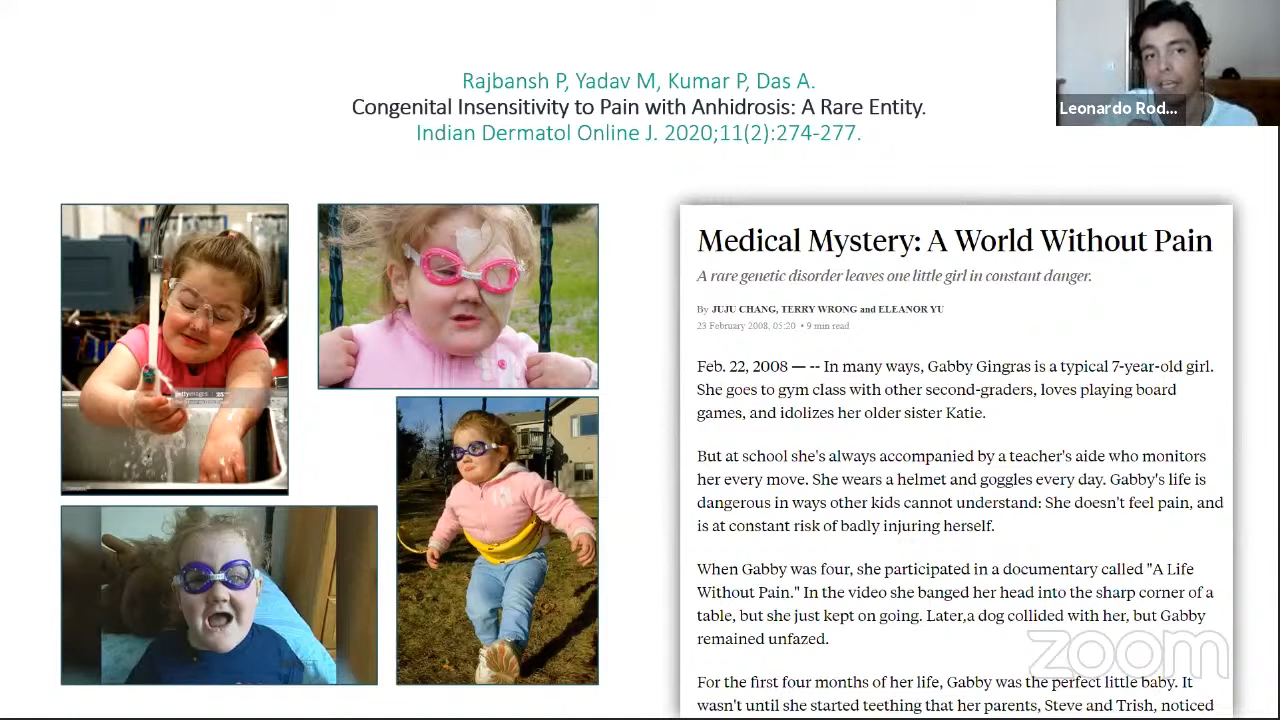 Rajbansh P, Yadav M, Kumar P, Das A.
Congenital Insensitivity to Pain with Anhidrosis: A Rare Entity.
Indian Dermatol Online J. 2020;11(2):274-277.
Leonardo Rod...
gettyimages
Medical Mystery: A World Without Pain
A rare genetic disorder leaves one little girl in constant danger.
By JUJU CHANG, TERRY WRONG and ELEANOR YU
23 February 2008, 05:20 • 9 min read
Feb. 22, 2008 — -- In many ways, Gabby Gingras is a typical 7-year-old girl.
She goes to gym class with other second-graders, loves playing board
games, and idolizes her older sister Katie.
But at school she's always accompanied by a teacher's aide who monitors
her every move. She wears a helmet and goggles every day. Gabby's life is
dangerous in ways other kids cannot understand: She doesn't feel pain, and
is at constant risk of badly injuring herself.
When Gabby was four, she participated in a documentary called "A Life
Without Pain." In the video she banged her head into the sharp corner of a
table, but she just kept on going. Later,a dog collided with her, but Gabby
remained unfazed.
For the first four months of her life, Gabby was the perfect little baby. It
wasn't until she started teething that her parents, Steve and Trish, noticed
zoom